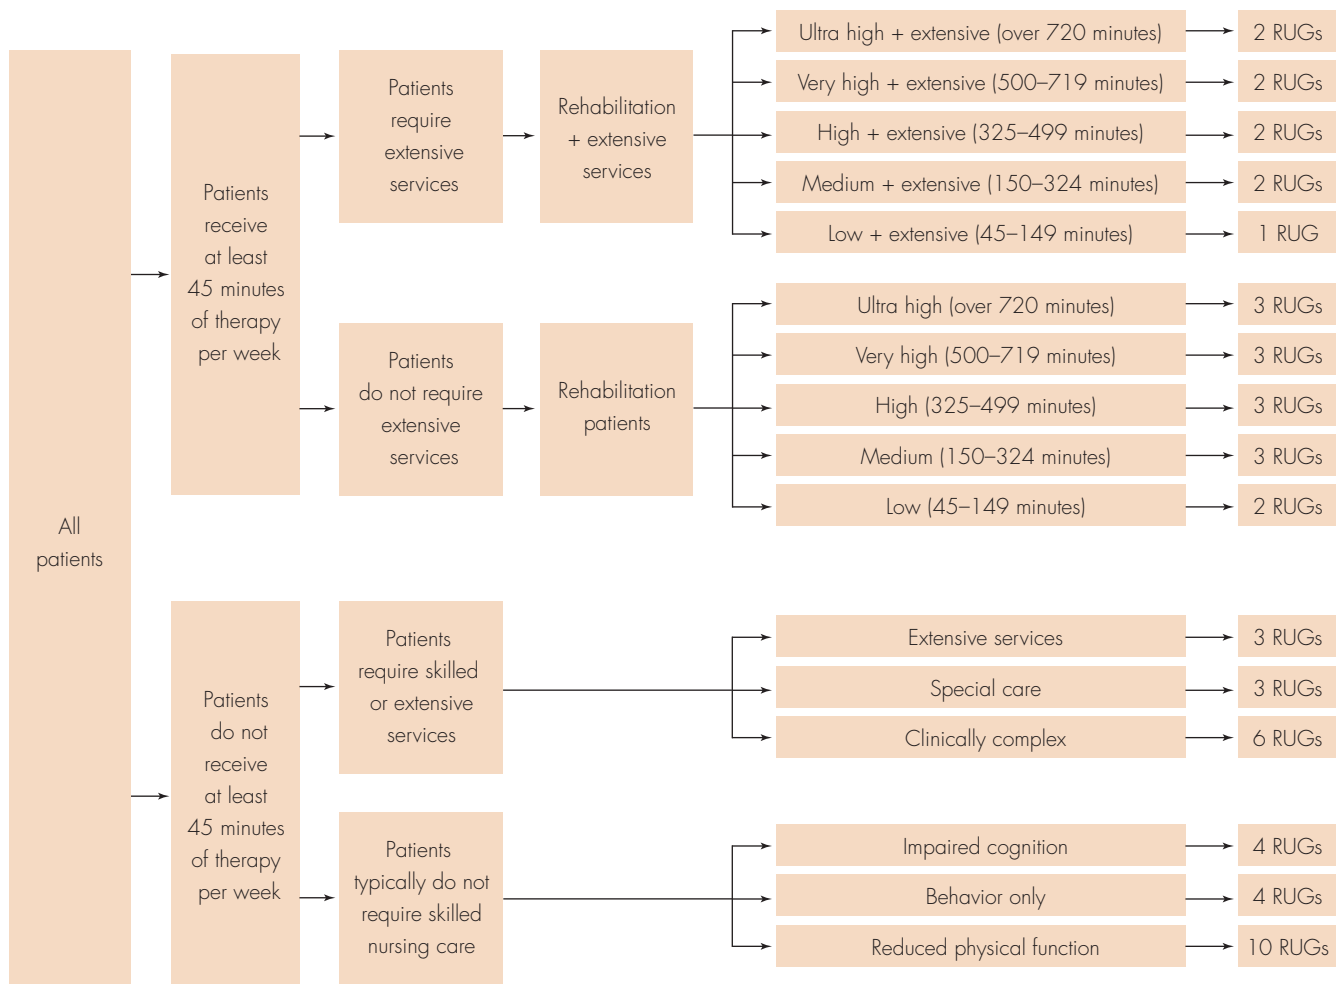 All
patients
Patients
receive
at least
45 minutes
of therapy
per week
Patients
require
extensive
services
Rehabilitation
+ extensive
services
Ultra high + extensive (over 720 minutes)
2 RUGs
Very high + extensive (500–719 minutes)
2 RUGs
High + extensive (325–499 minutes)
2 RUGs
Medium + extensive (150–324 minutes)
2 RUGs
Low + extensive (45–149 minutes)
1 RUG
Patients
do not require
extensive
services
Rehabilitation
patients
Ultra high (over 720 minutes)
3 RUGs
Very high (500–719 minutes)
3 RUGs
High (325–499 minutes)
3 RUGs
Medium (150–324 minutes)
3 RUGs
Low (45–149 minutes)
2 RUGs
Patients
do not
receive
at least
45 minutes
of therapy
per week
Patients
require skilled
or extensive
services
Extensive services
3 RUGs
Special care
3 RUGs
Clinically complex
6 RUGs
Patients
typically do not
require skilled
nursing care
Impaired cognition
4 RUGs
Behavior only
4 RUGs
Reduced physical function
10 RUGs